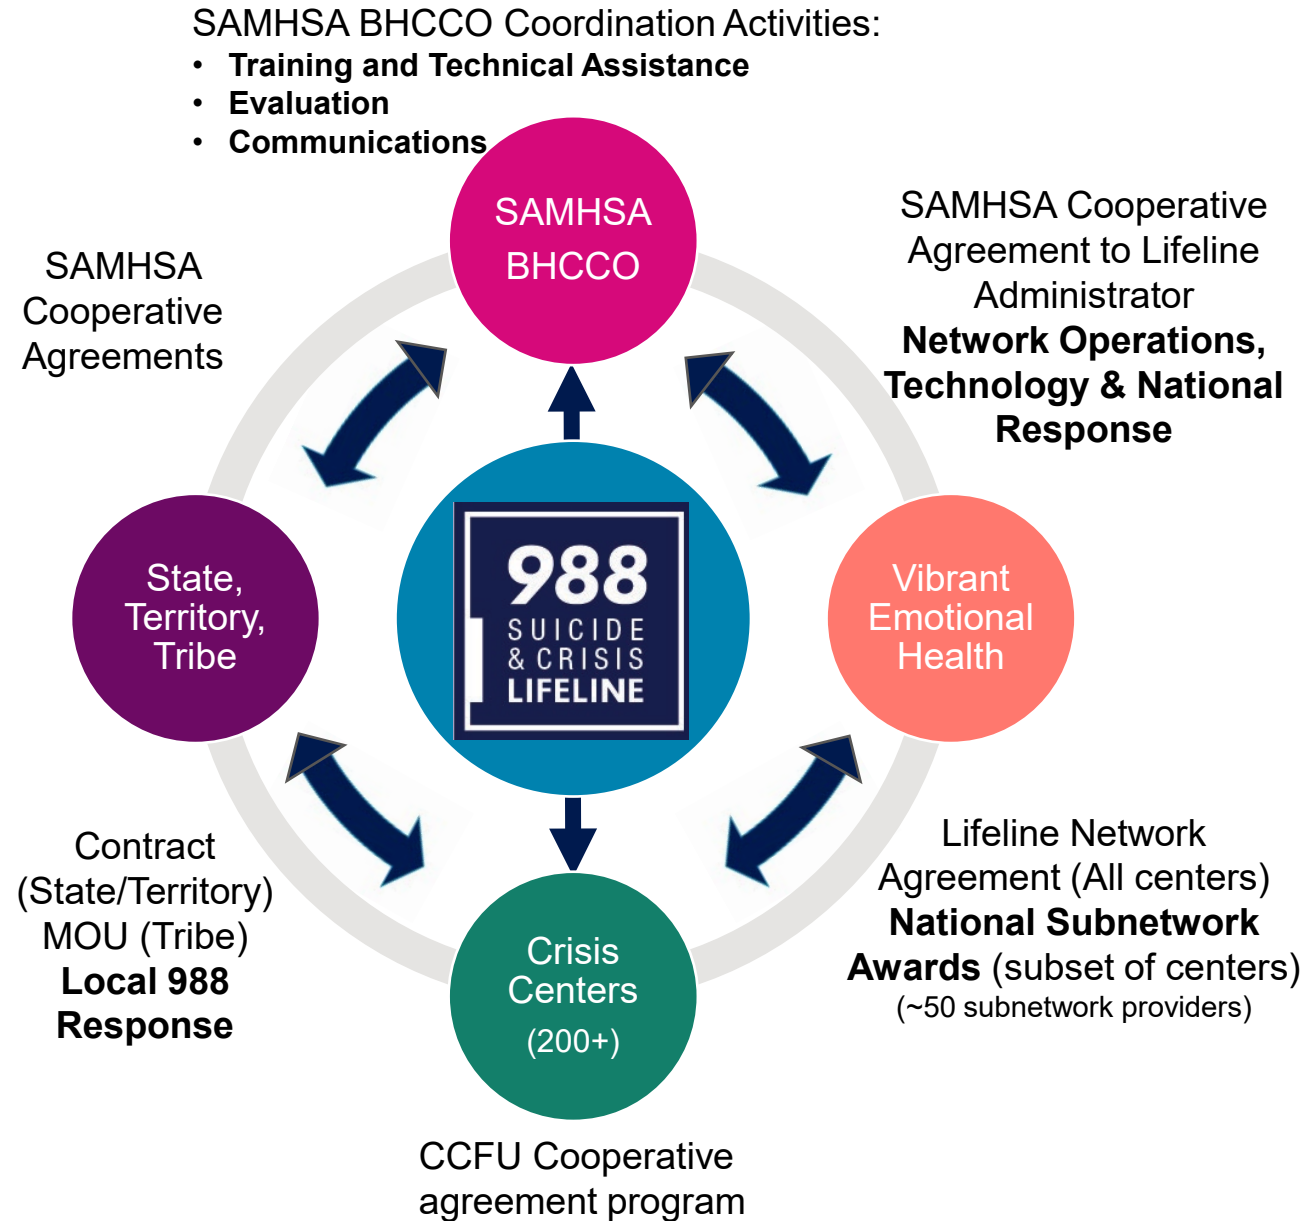 SAMHSA BHCCO Coordination Activities:
• Training and Technical Assistance
• Evaluation
• Communications
SAMHSA
BHCCO
SAMHSA Cooperative
Agreement to Lifeline
Administrator
Network Operations,
Technology & National
Response
SAMHSA
Cooperative
Agreements
988
SUICIDE
& CRISIS
LIFELINE
State,
Territory,
Tribe
Vibrant
Emotional
Health
Contract
(State/Territory)
MOU (Tribe)
Local 988
Response
Lifeline Network
Agreement (All centers)
National Subnetwork
Awards (subset of centers)
(~50 subnetwork providers)
Crisis
Centers
(200+)
CCFU Cooperative
agreement program